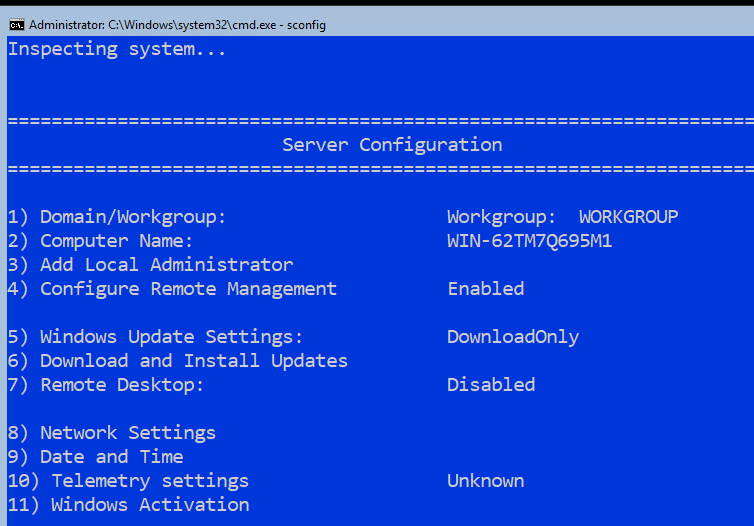 Administrator: C:\Windows\system32\cmd.exe - sconfig
Inspecting system...
===================================================================
Server Configuration
===================================================================
1) Domain/Workgroup: Workgroup: WORKGROUP
2) Computer Name: WIN-62TM7Q695M1
3) Add Local Administrator
4) Configure Remote Management Enabled
5) Windows Update Settings: DownloadOnly
6) Download and Install Updates
7) Remote Desktop: Disabled
8) Network Settings
9) Date and Time
10) Telemetry settings Unknown
11) Windows Activation